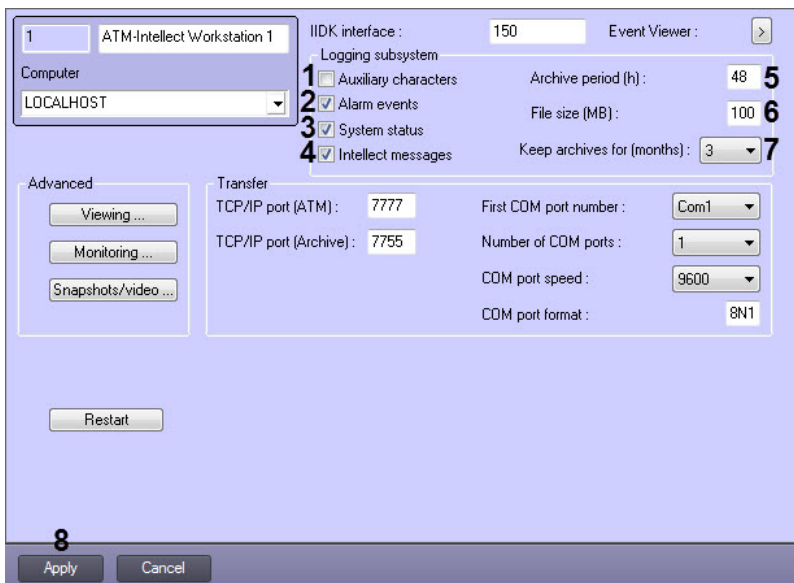 1 ATM-Intellect Workstation 1
Computer
LOCALHOST
IIDK interface : 150 Event Viewer : >
Logging subsystem
1 Auxiliary characters Archive period (h) : 48 5
2 Alarm events File size (MB) : 100 6
3 System status
4 Intellect messages Keep archives for (months) : 3 7
Advanced
Viewing ...
Monitoring ...
Snapshots/video ...
Transfer
TCP/IP port (ATM) : 7777 First COM port number : Com1
TCP/IP port (Archive) : 7755 Number of COM ports : 1
COM port speed : 9600
COM port format : 8N1
Restart
8
Apply Cancel